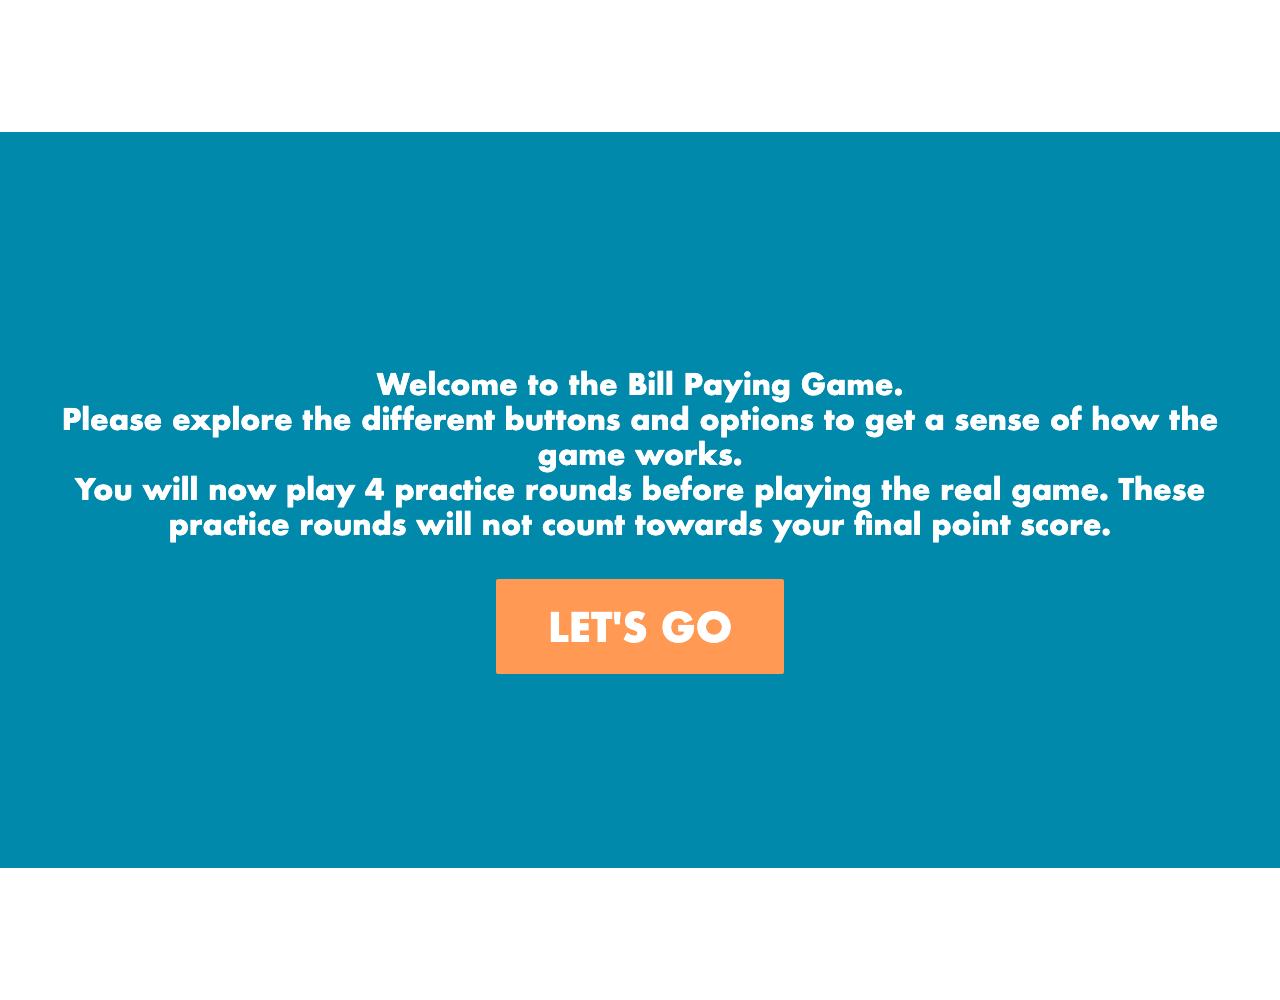 Welcome to the Bill Paying Game.
Please explore the different buttons and options to get a sense of how the
game works.
You will now play 4 practice rounds before playing the real game. These
practice rounds will not count towards your final point score.
LET'S GO